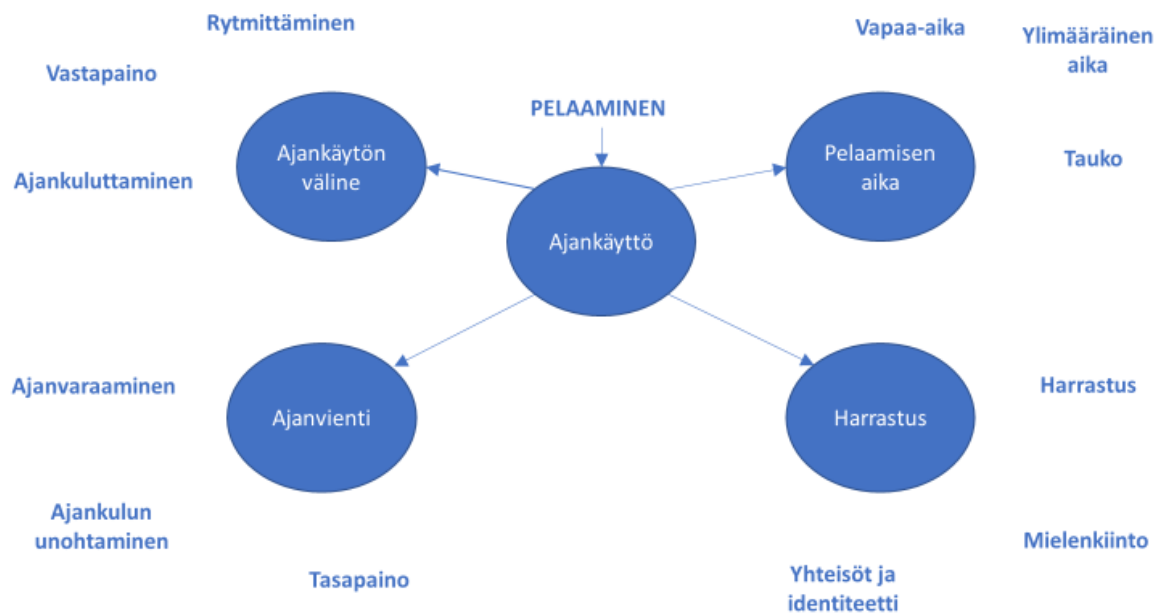 Rytmittäminen
Vapaa-aika
Ylimääräinen
aika
Vastapaino
PELAAMINEN
Ajankäytön
väline
Pelaamisen
aika
Tauko
Ajankuluttaminen
Ajankäyttö
Ajanvaaraaminen
Ajanvienti
Harrastus
Harrastus
Ajankulun
unohtaminen
Mielenkiinto
Tasapaino
Yhteisöt ja
identiteetti